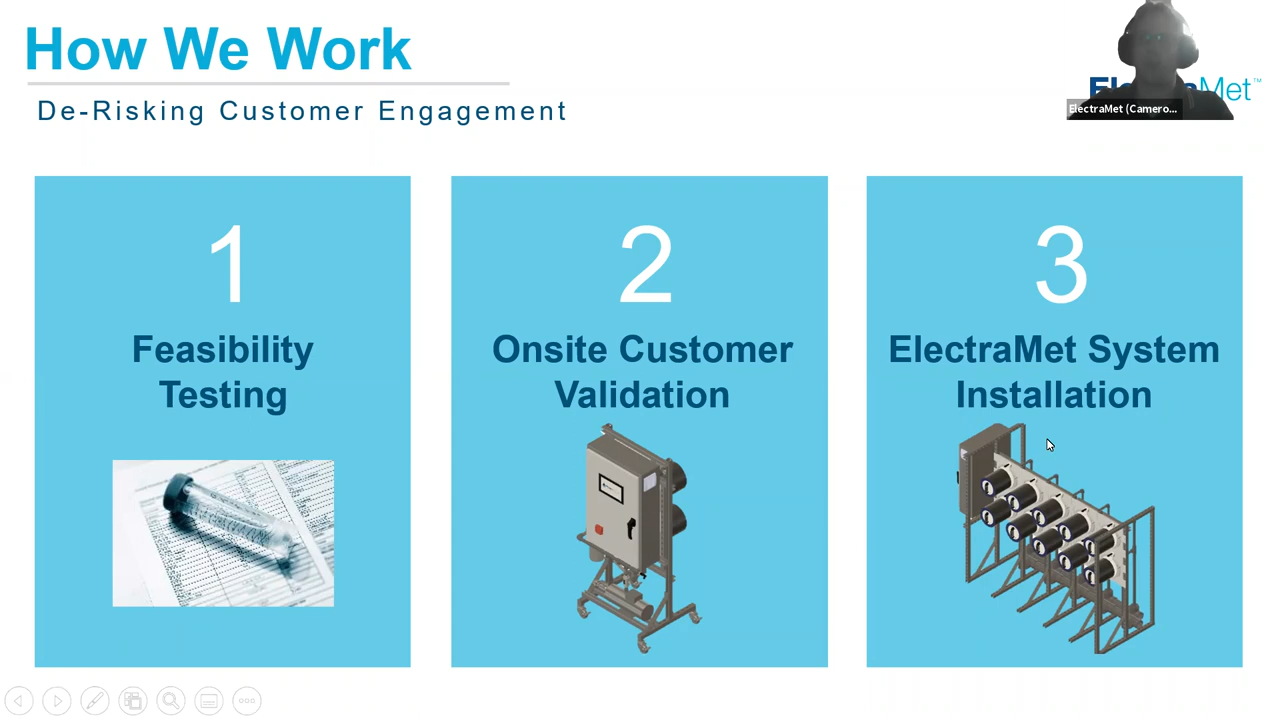 How We Work
De-Risking Customer Engagement
ElectraMet™
ElectraMet (Camero...
1
Feasibility
Testing
2
Onsite Customer
Validation
3
ElectraMet System
Installation